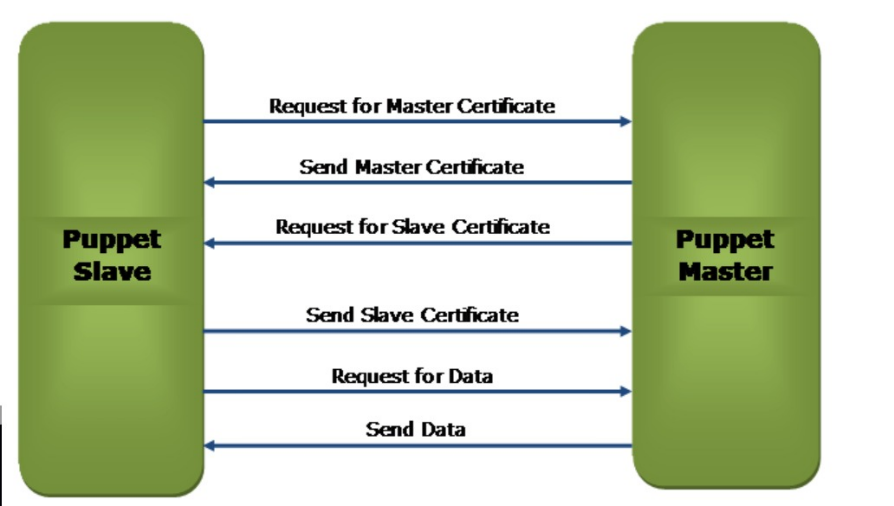 Request for Master Certificate
Send Master Certificate
Request for Slave Certificate
Puppet
Slave
Puppet
Master
Send Slave Certificate
Request for Data
Send Data